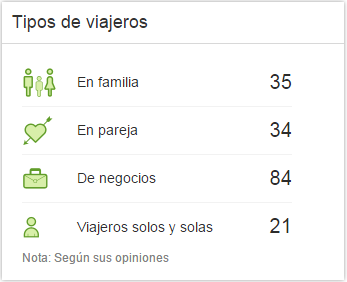 Tipos de viajeros
En familia 35
En pareja 34
De negocios 84
Viajeros solos y solas 21
Nota: Según sus opiniones